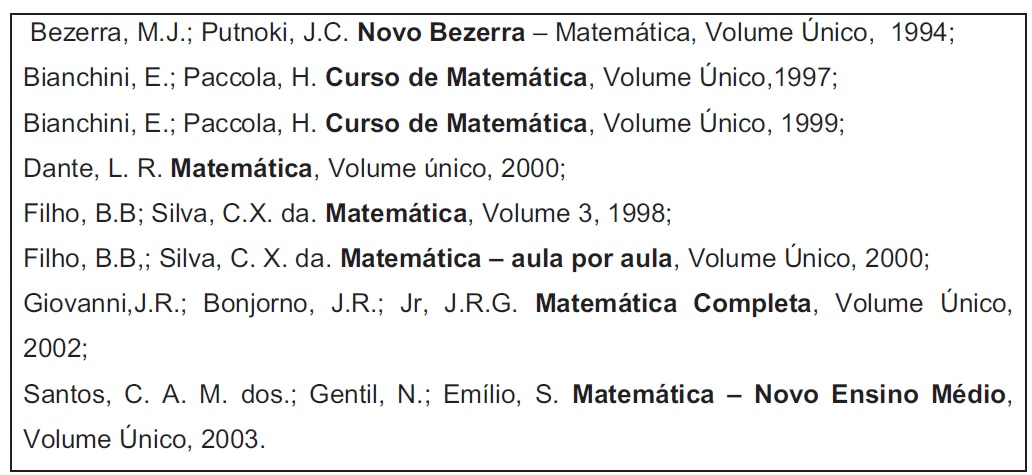 Bezerra, M.J.; Putnoki, J.C. Novo Bezerra – Matemática, Volume Único, 1994;
Bianchini, E.; Paccola, H. Curso de Matemática, Volume Único,1997;
Bianchini, E.; Paccola, H. Curso de Matemática, Volume Único, 1999;
Dante, L. R. Matemática, Volume único, 2000;
Filho, B.B; Silva, C.X. da. Matemática, Volume 3, 1998;
Filho, B.B,; Silva, C. X. da. Matemática – aula por aula, Volume Único, 2000;
Giovanni,J.R.; Bonjorno, J.R.; Jr, J.R.G. Matemática Completa, Volume Único,
2002;
Santos, C. A. M. dos.; Gentil, N.; Emílio, S. Matemática – Novo Ensino Médio,
Volume Único, 2003.